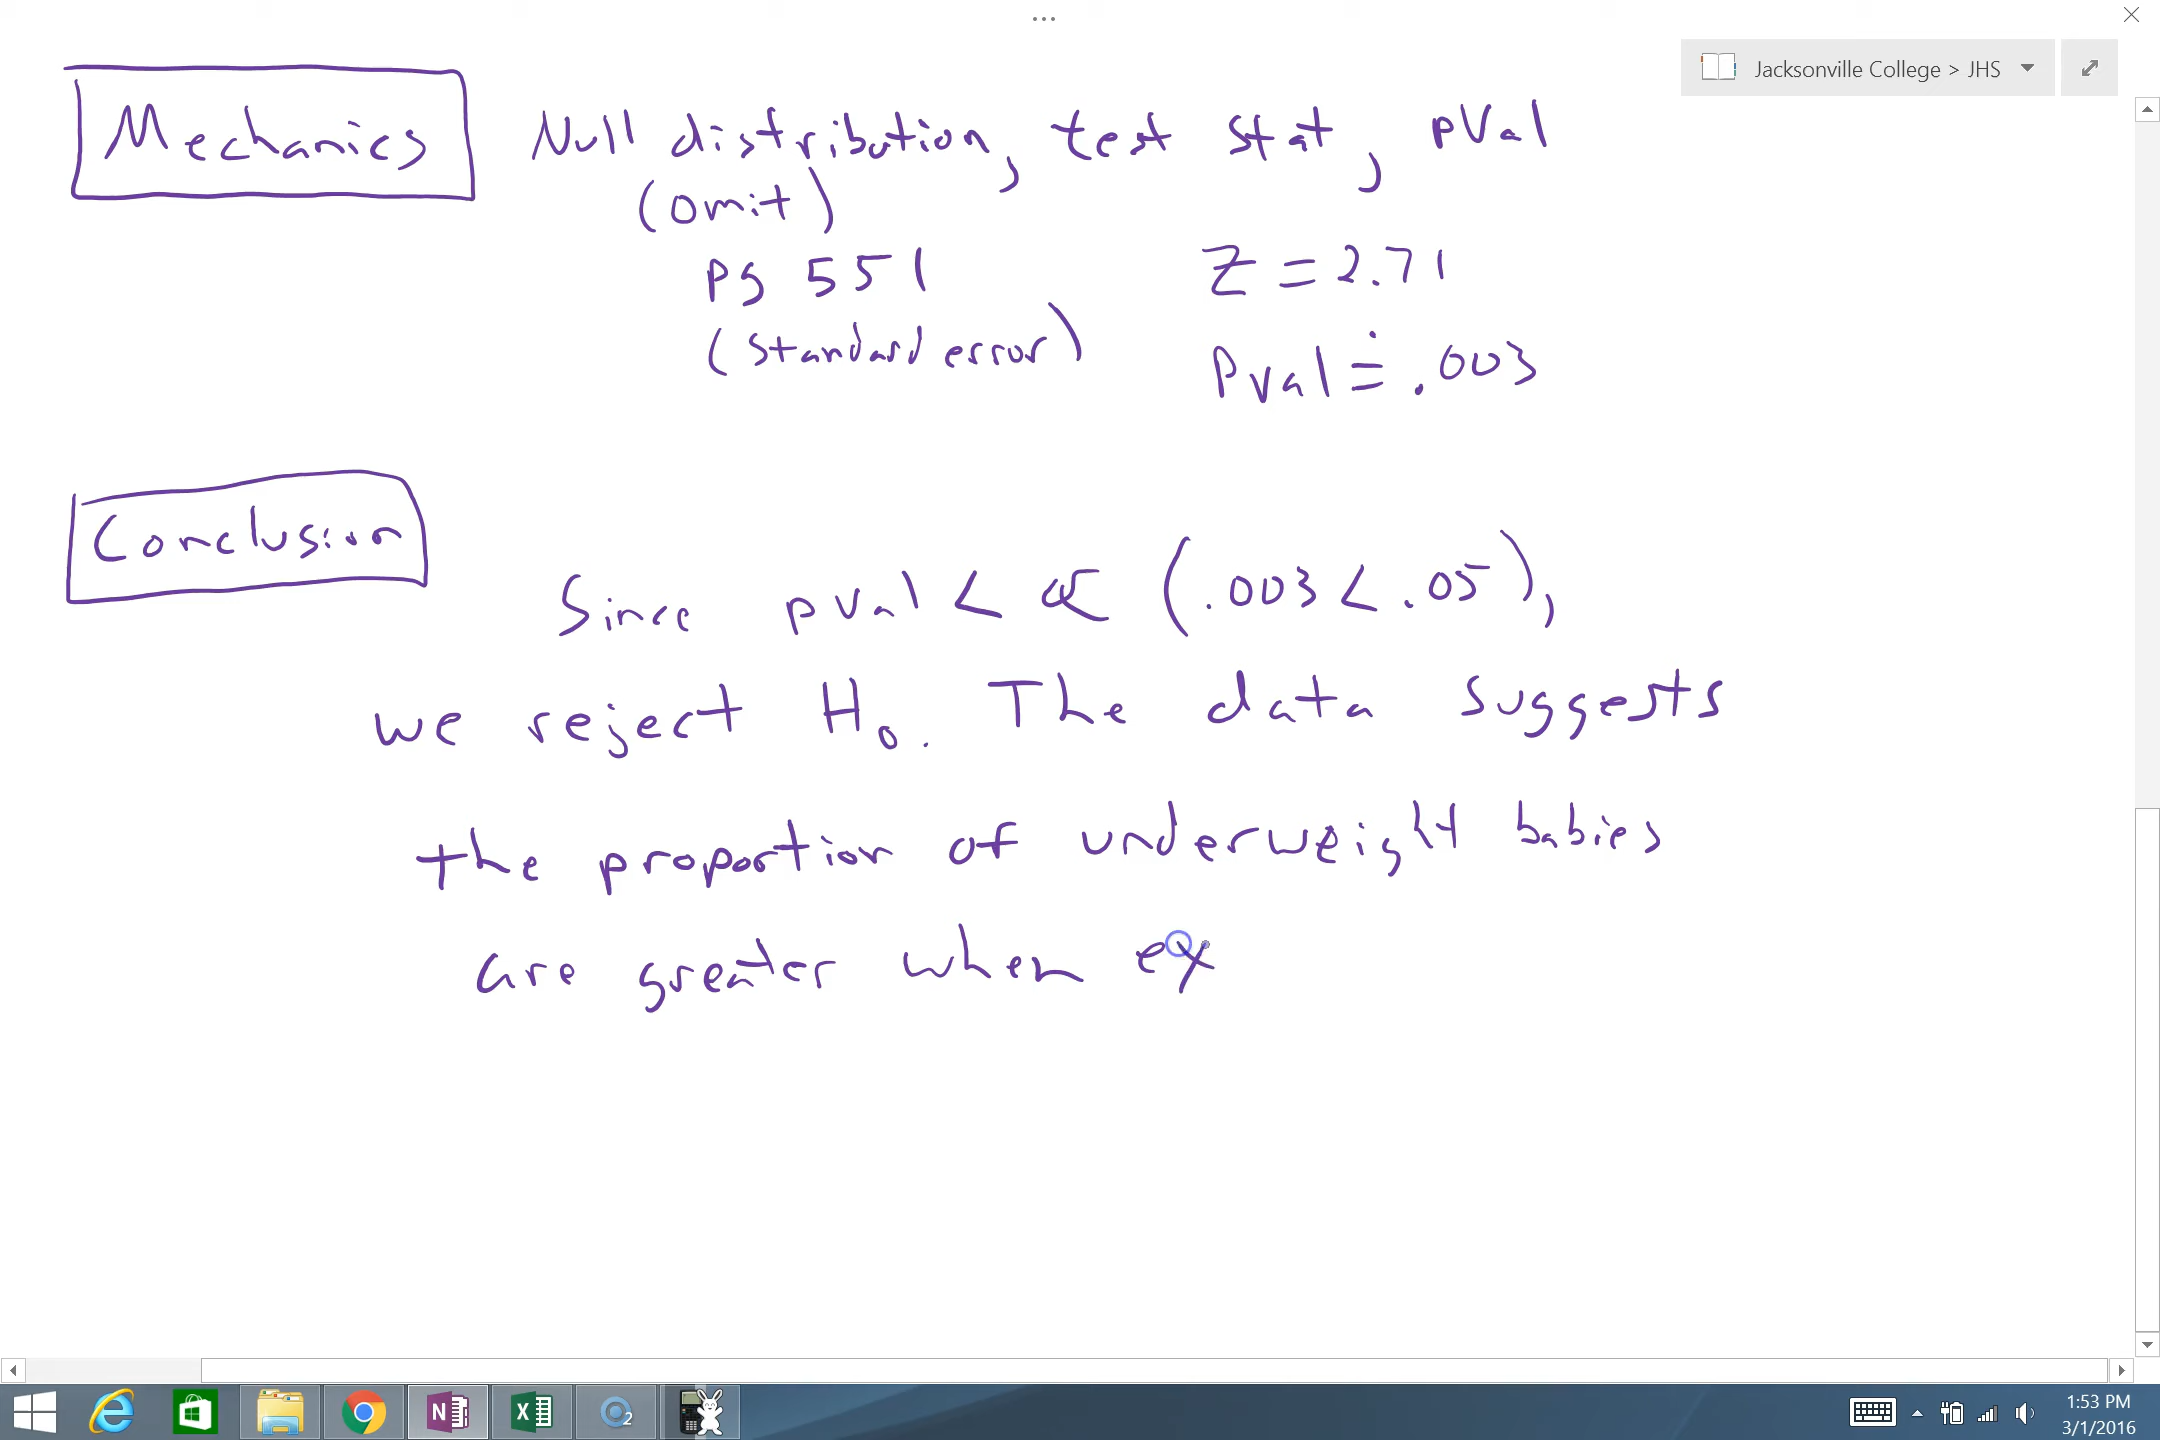 ...
Jacksonville College > JHS
Mechanics
Null distribution, test stat, pVal
(omit)
pg 551
(standard error)
Z = 2.71
Pval ≐ .003
Conclusion
Since pval < α (.003 < .05),
we reject H₀. The data suggests
the proportion of underweight babies
are greater when ex
1:53 PM
3/1/2016